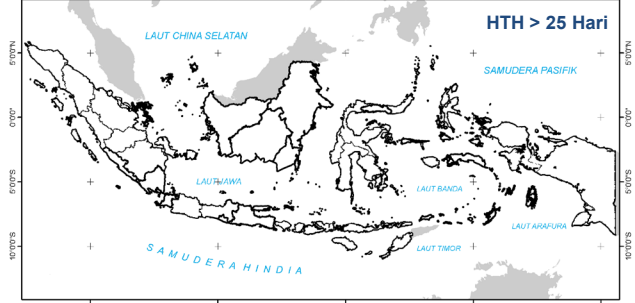 HTH > 25 Hari
LAUT CHINA SELATAN
SAMUDERA PASIFIK
5°0'0"N
5°0'0"N
0°0'0"
0°0'0"
LAUT JAWA
LAUT BANDA
5°0'0"S
5°0'0"S
LAUT ARAFURA
LAUT TIMOR
10°0'0"S
10°0'0"S
SAMUDERA HINDIA